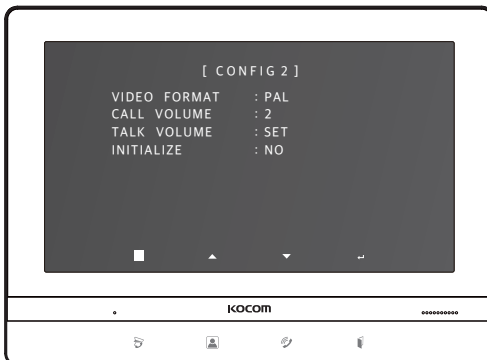 [ CONFIG 2 ]
VIDEO FORMAT : PAL
CALL VOLUME : 2
TALK VOLUME : SET
INITIALIZE : NO
KOCOM